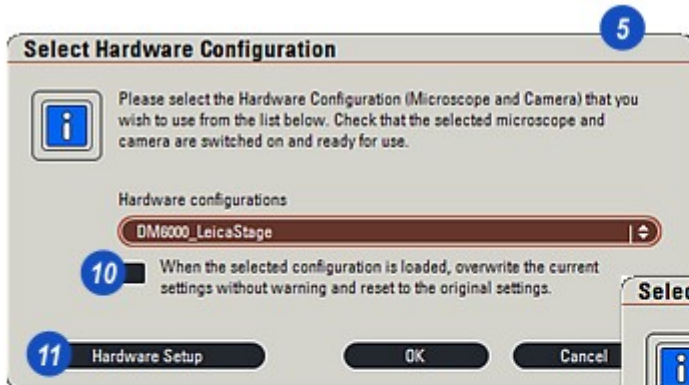 5
Select Hardware Configuration
Please select the Hardware Configuration (Microscope and Camera) that you
wish to use from the list below. Check that the selected microscope and
camera are switched on and ready for use.
Hardware configurations
DM6000_LeicaStage
10
When the selected configuration is loaded, overwrite the current
settings without warning and reset to the original settings.
Selec
11
Hardware Setup
OK
Cancel